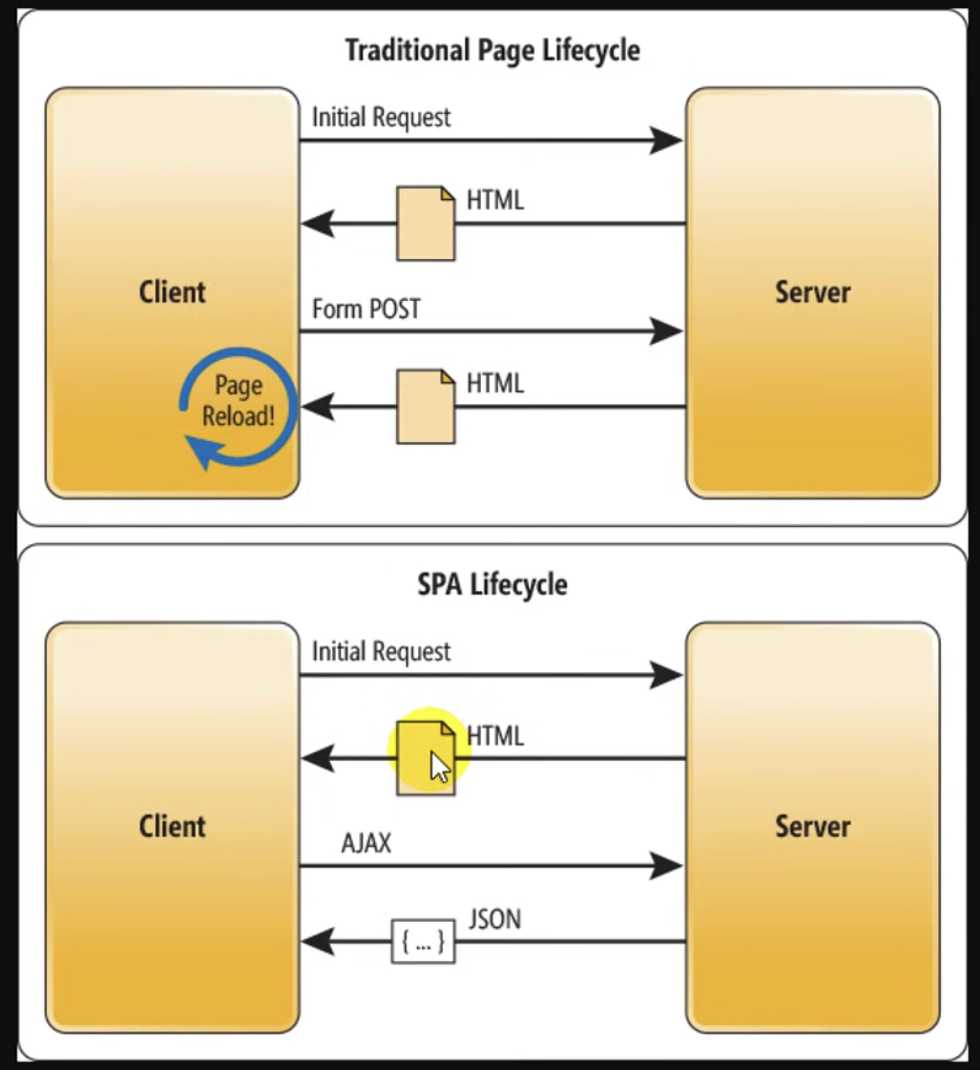 Traditional Page Lifecycle
Initial Request
HTML
Client
Server
Form POST
HTML
Page
Reload!
SPA Lifecycle
Initial Request
HTML
Client
Server
AJAX
JSON
{ ... }